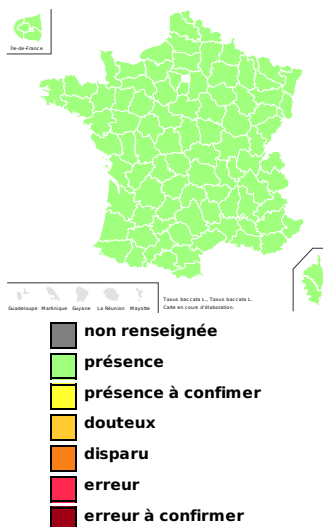 Île-de-France
Guadeloupe Martinique Guyane La Réunion Mayotte
Taxus baccata L., Taxus baccata L.
Carte en cours d'élaboration.
non renseignée
présence
présence à confimer
douteux
disparu
erreur
erreur à confirmer